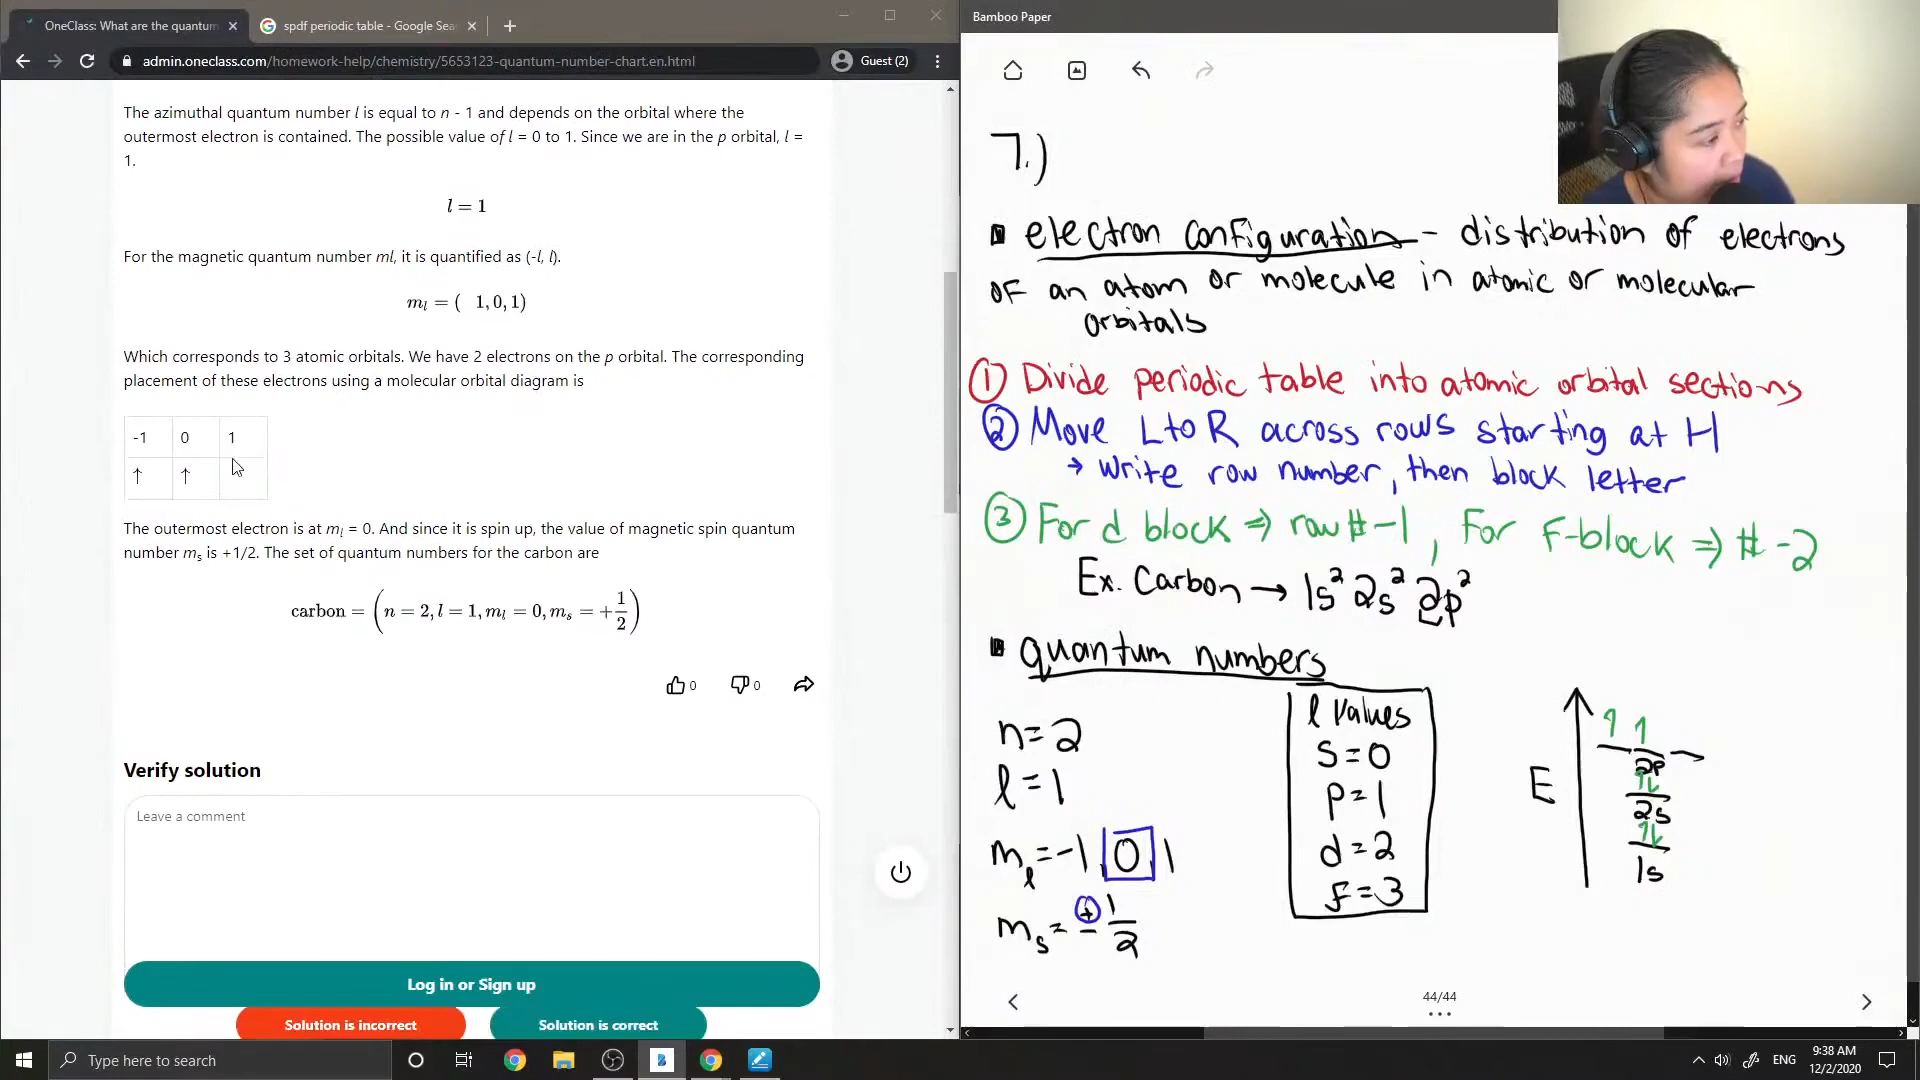 OneClass: What are the quantum
spdf periodic table - Google Sea
admin.oneclass.com/homework-help/chemistry/5653123-quantum-number-chart.en.html
Guest (2)
The azimuthal quantum number l is equal to n - 1 and depends on the orbital where the
outermost electron is contained. The possible value of l = 0 to 1. Since we are in the p orbital, l =
1.
l = 1
For the magnetic quantum number ml, it is quantified as (-l, l).
mₗ = ( 1, 0, 1)
Which corresponds to 3 atomic orbitals. We have 2 electrons on the p orbital. The corresponding
placement of these electrons using a molecular orbital diagram is
-1 0 1
↑ ↑
The outermost electron is at mₗ = 0. And since it is spin up, the value of magnetic spin quantum
number mₛ is +1/2. The set of quantum numbers for the carbon are
carbon = (n = 2, l = 1, mₗ = 0, mₛ = +1/2)
0 0
Verify solution
Leave a comment
Log in or Sign up
Solution is incorrect Solution is correct
Bamboo Paper
7.)
electron configuration - distribution of electrons
of an atom or molecule in atomic or molecular
orbitals
① Divide periodic table into atomic orbital sections
② Move L to R across rows starting at H
→ write row number, then block letter
③ For d block ⇒ row # -1, For F-block ⇒ # -2
Ex. Carbon → 1s² 2s² 2p²
quantum numbers
n = 2
l = 1
mₗ = -1 0 1
mₛ = ± 1/2
l values
s = 0
p = 1
d = 2
f = 3
E
1 1
2p
1L
2s
1L
1s
44/44
Type here to search
ENG
9:38 AM
12/2/2020